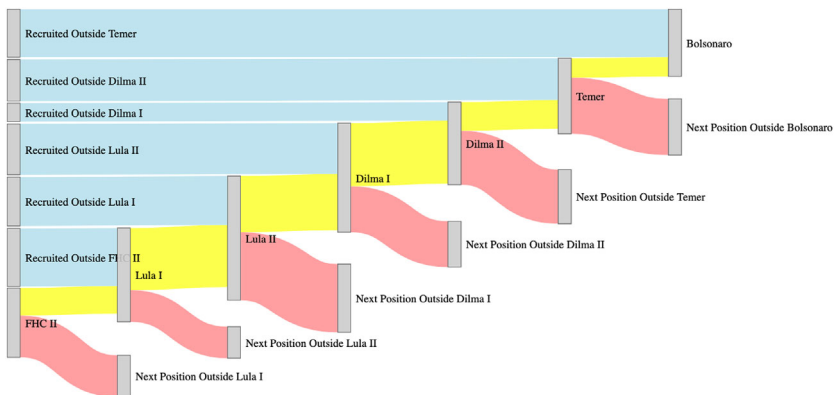 Recruited Outside Temer
Bolsonaro
Recruited Outside Dilma II
Temer
Recruited Outside Dilma I
Next Position Outside Bolsonaro
Recruited Outside Lula II
Dilma II
Dilma I
Next Position Outside Temer
Recruited Outside Lula I
Lula II
Next Position Outside Dilma II
Recruited Outside FHC II
Lula I
Next Position Outside Dilma I
FHC II
Next Position Outside Lula II
Next Position Outside Lula I